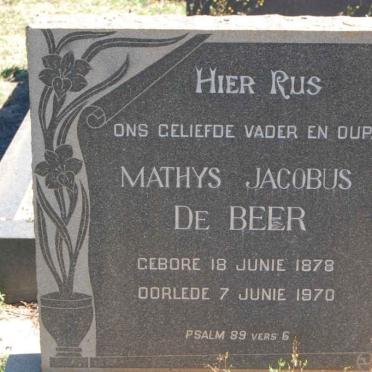 HIER RUS
ONS GELIEFDE VADER EN OUPA
MATHYS JACOBUS
DE BEER
GEBORE 18 JUNIE 1878
OORLEDE 7 JUNIE 1970
PSALM 89 VERS 6